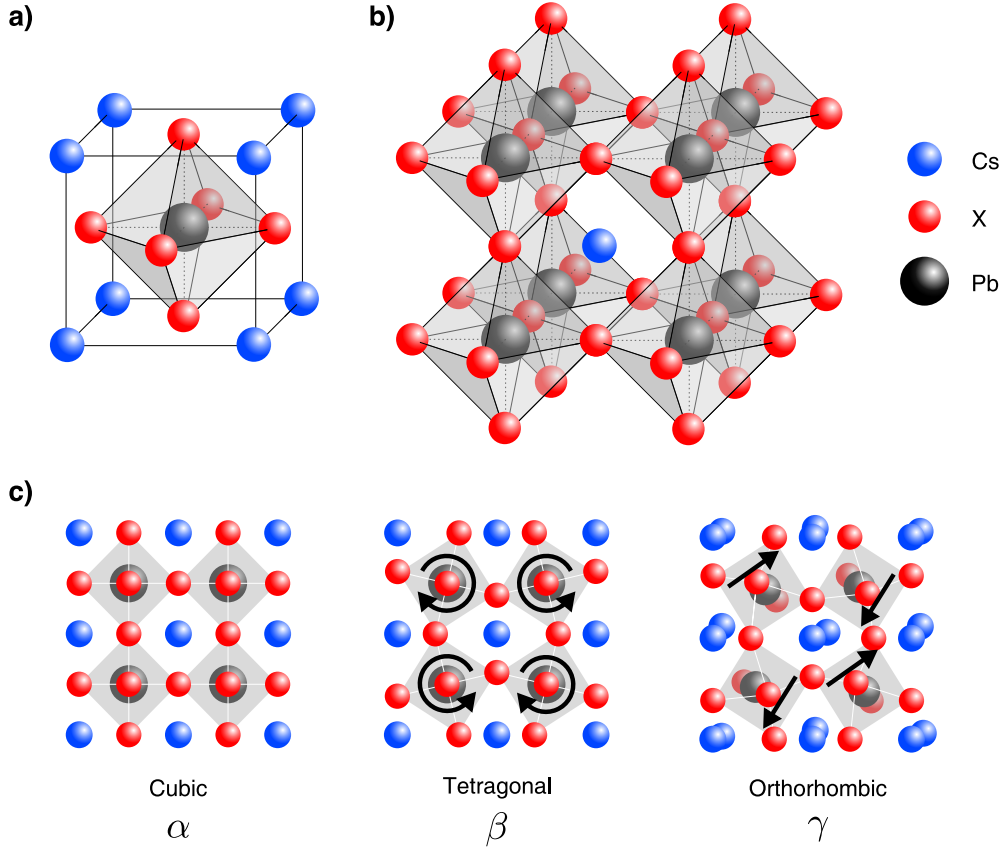 a)
b)
Cs
X
Pb
c)
Cubic
Tetragonal
Orthorhombic
α
β
γ